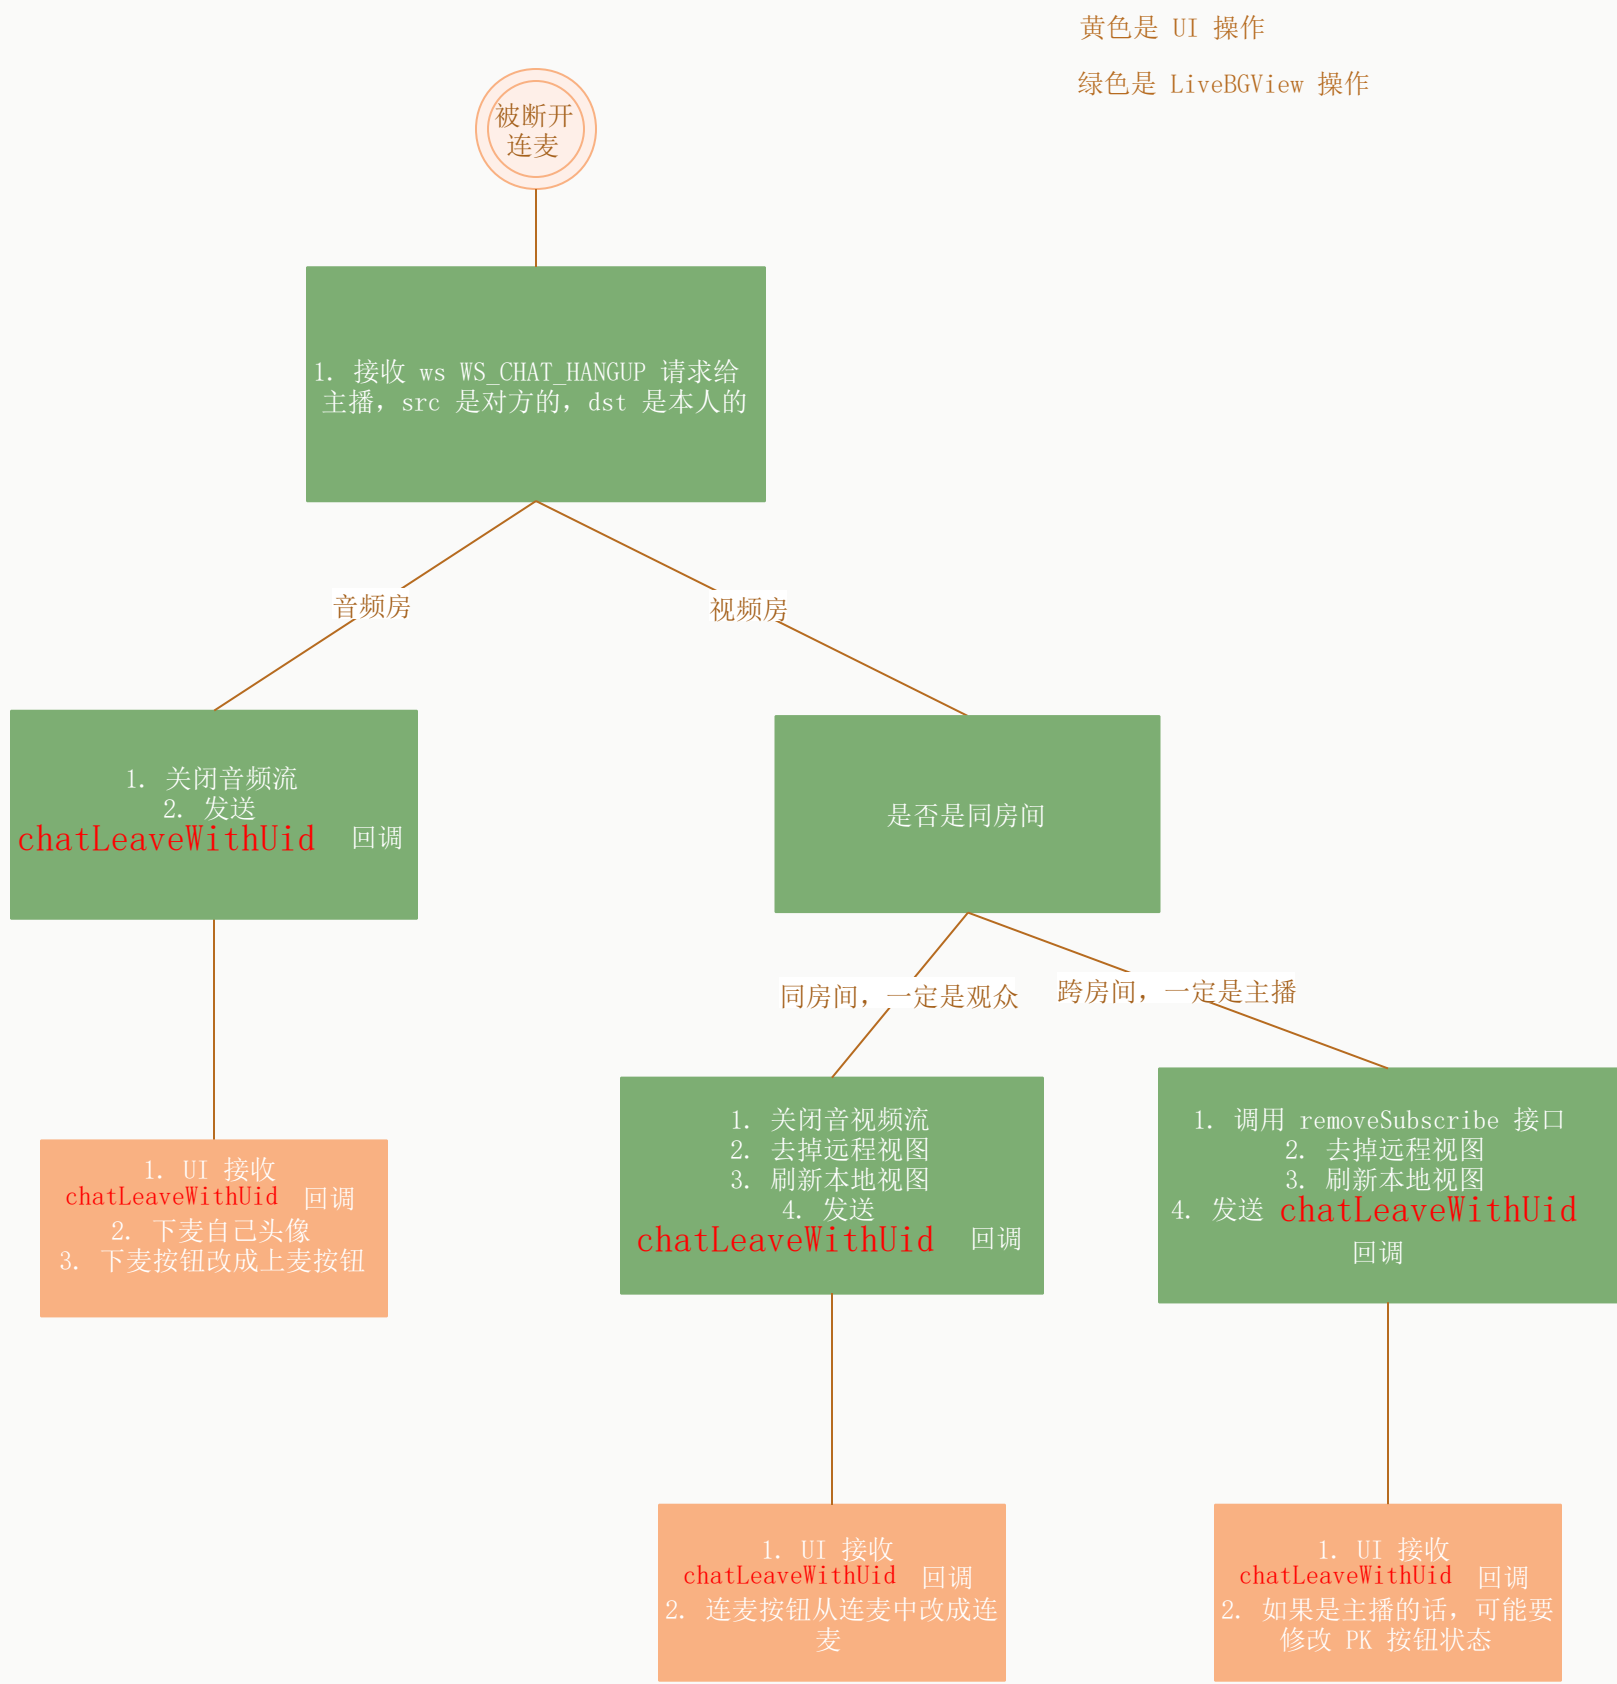 黄色是 UI 操作
绿色是 LiveBGView 操作
被断开
连麦
1. 接收 ws WS_CHAT_HANGUP 请求给
主播，src 是对方的，dst 是本人的
音频房
视频房
1. 关闭音频流
2. 发送
chatLeaveWithUid 回调
是否是同房间
同房间，一定是观众
跨房间，一定是主播
1. UI 接收
chatLeaveWithUid 回调
2. 下麦自己头像
3. 下麦按钮改成上麦按钮
1. 关闭音视频流
2. 去掉远程视图
3. 刷新本地视图
4. 发送
chatLeaveWithUid 回调
1. 调用 removeSubscribe 接口
2. 去掉远程视图
3. 刷新本地视图
4. 发送 chatLeaveWithUid
回调
1. UI 接收
chatLeaveWithUid 回调
2. 连麦按钮从连麦中改成连
麦
1. UI 接收
chatLeaveWithUid 回调
2. 如果是主播的话，可能要
修改 PK 按钮状态